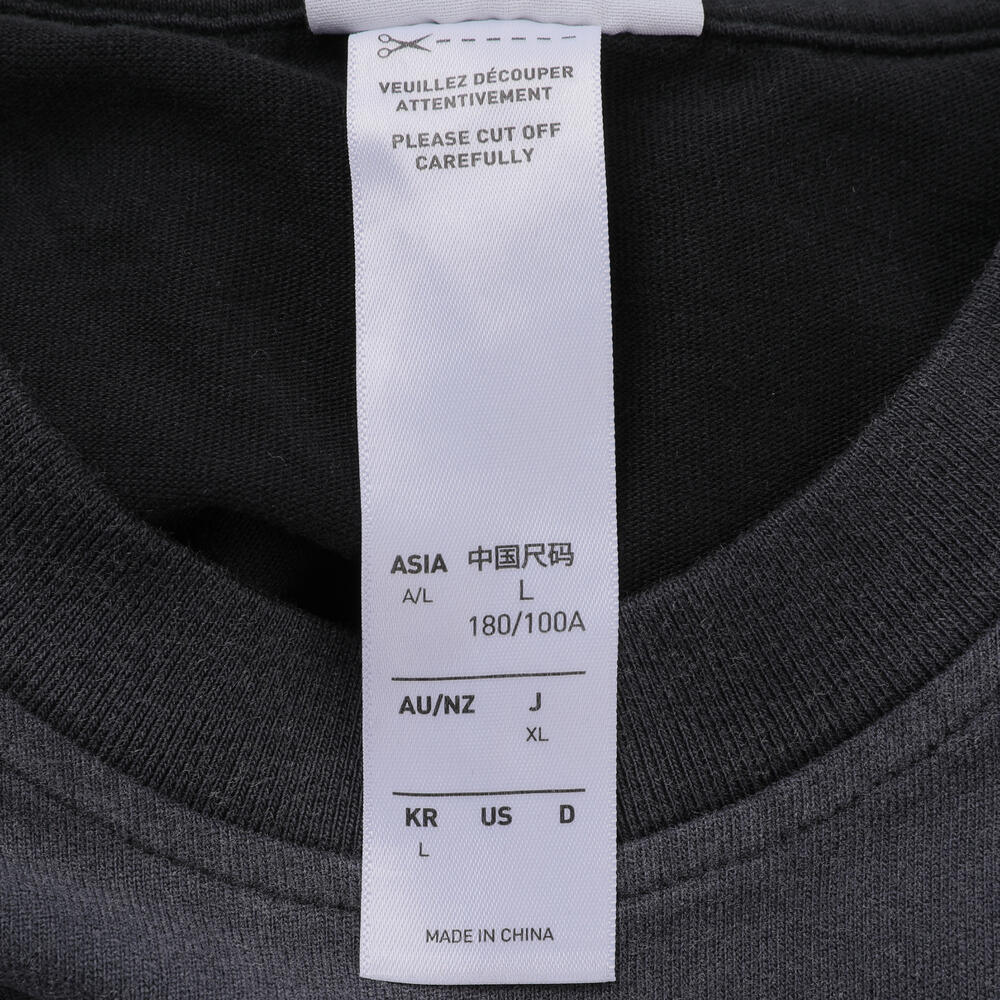 VEUILLEZ DÉCOUPER
ATTENTIVEMENT
PLEASE CUT OFF
CAREFULLY
ASIA 中国尺码
A/L L
180/100A
AU/NZ J
XL
KR US D
L
MADE IN CHINA